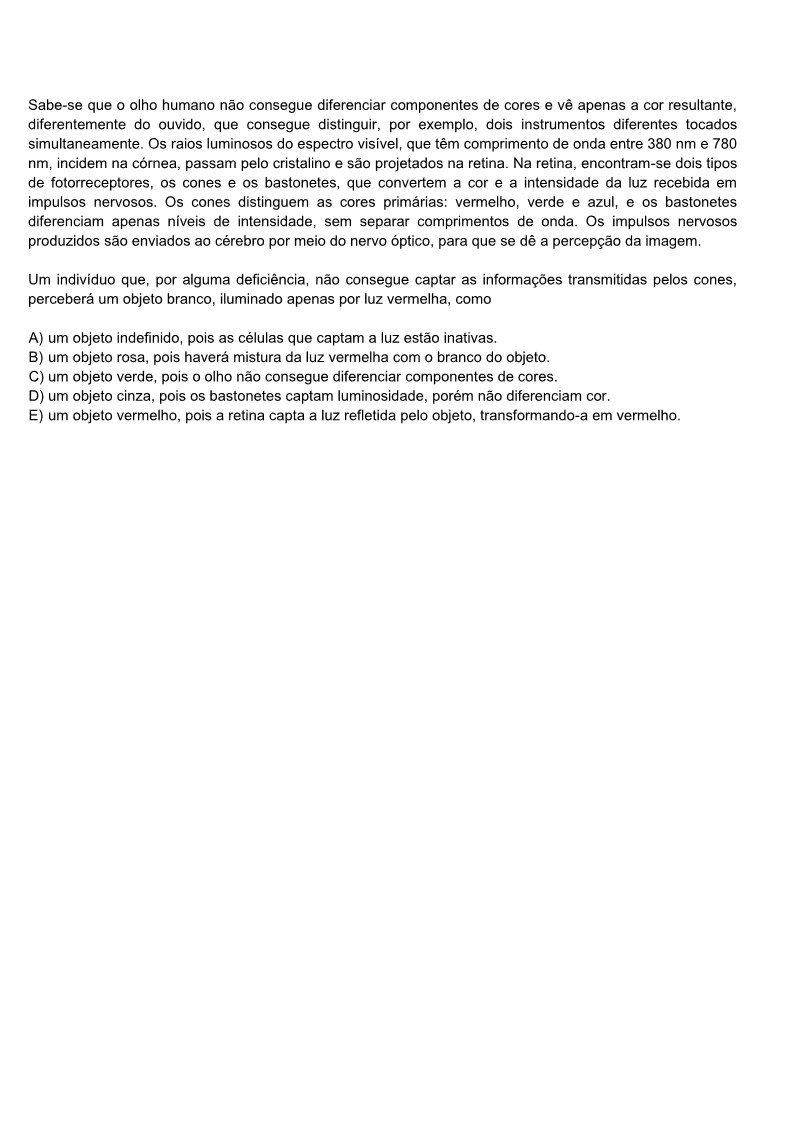 Sabe-se que o olho humano não consegue diferenciar componentes de cores e vê apenas a cor resultante,
diferentemente do ouvido, que consegue distinguir, por exemplo, dois instrumentos diferentes tocados
simultaneamente. Os raios luminosos do espectro visível, que têm comprimento de onda entre 380 nm e 780
nm, incidem na córnea, passam pelo cristalino e são projetados na retina. Na retina, encontram-se dois tipos
de fotorreceptores, os cones e os bastonetes, que convertem a cor e a intensidade da luz recebida em
impulsos nervosos. Os cones distinguem as cores primárias: vermelho, verde e azul, e os bastonetes
diferenciam apenas níveis de intensidade, sem separar comprimentos de onda. Os impulsos nervosos
produzidos são enviados ao cérebro por meio do nervo óptico, para que se dê a percepção da imagem.
Um indivíduo que, por alguma deficiência, não consegue captar as informações transmitidas pelos cones,
perceberá um objeto branco, iluminado apenas por luz vermelha, como
A) um objeto indefinido, pois as células que captam a luz estão inativas.
B) um objeto rosa, pois haverá mistura da luz vermelha com o branco do objeto.
C) um objeto verde, pois o olho não consegue diferenciar componentes de cores.
D) um objeto cinza, pois os bastonetes captam luminosidade, porém não diferenciam cor.
E) um objeto vermelho, pois a retina capta a luz refletida pelo objeto, transformando-a em vermelho.